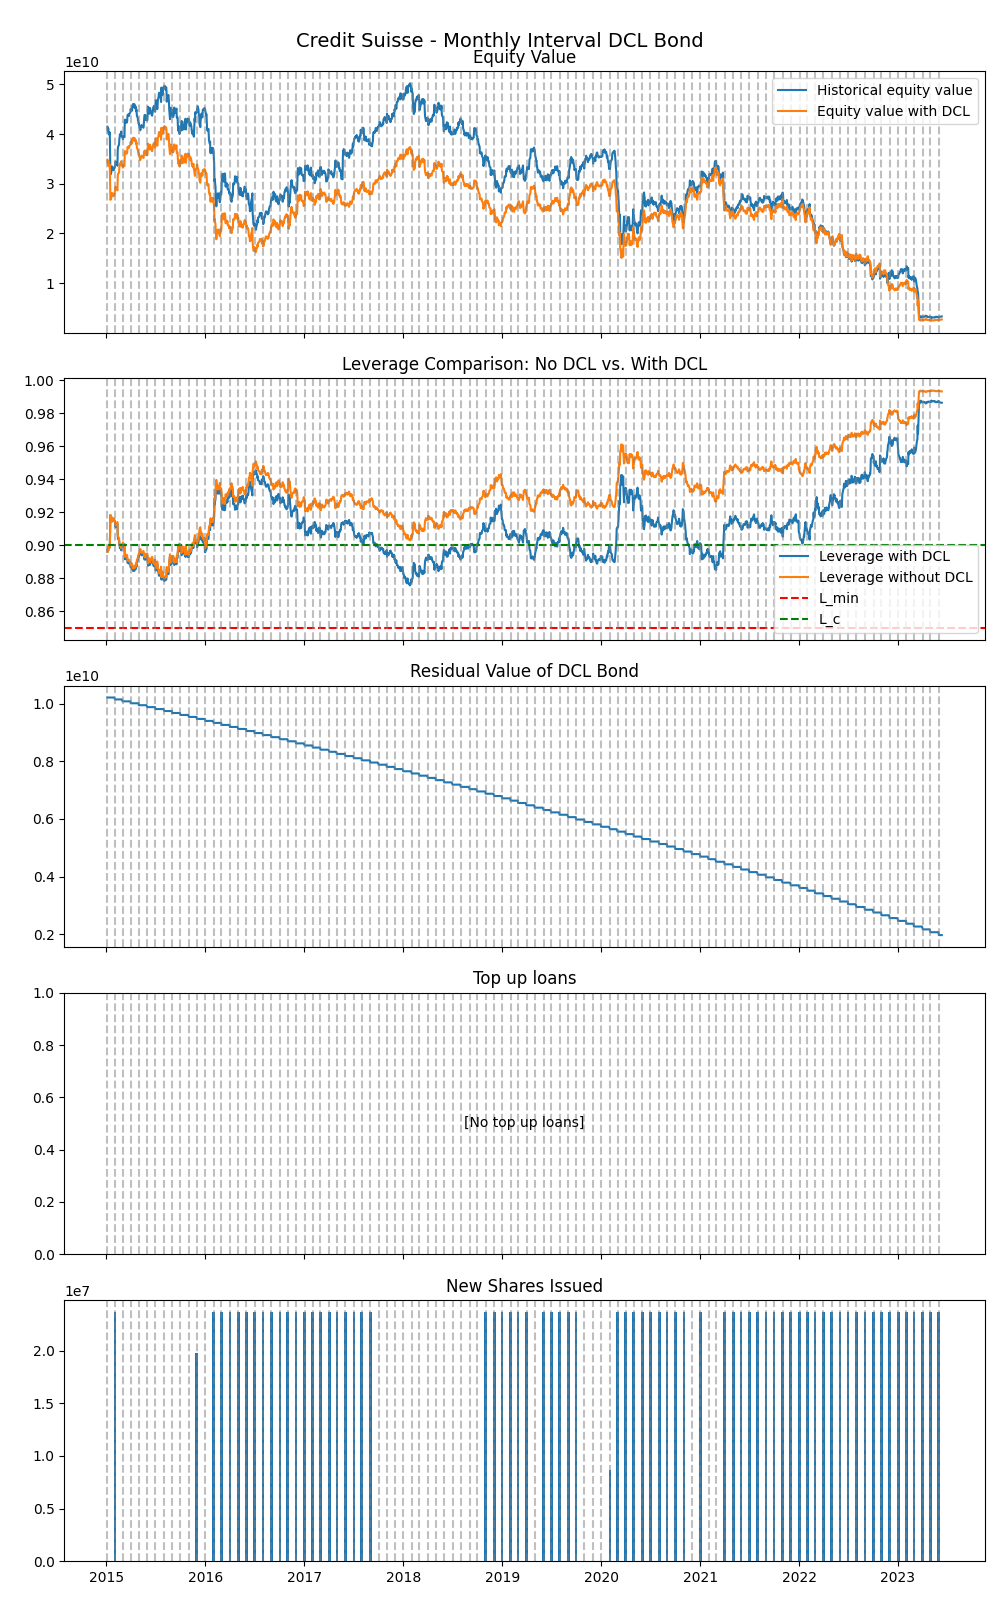 Credit Suisse - Monthly Interval DCL Bond
Equity Value
1e10
5
4
3
2
1
Historical equity value
Equity value with DCL
Leverage Comparison: No DCL vs. With DCL
1.00
0.98
0.96
0.94
0.92
0.90
0.88
0.86
Leverage with DCL
Leverage without DCL
L_min
L_c
Residual Value of DCL Bond
1e10
1.0
0.8
0.6
0.4
0.2
Top up loans
1.0
0.8
0.6
0.4
0.2
0.0
[No top up loans]
New Shares Issued
1e7
2.0
1.5
1.0
0.5
0.0
2015 2016 2017 2018 2019 2020 2021 2022 2023